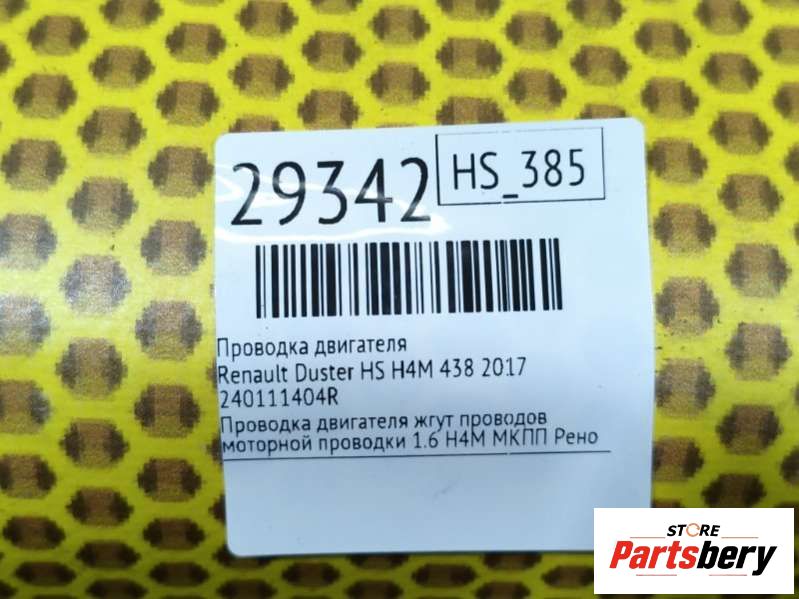 29342
HS_385
Проводка двигателя
Renault Duster HS H4M 438 2017
240111404R
Проводка двигателя жгут проводов
моторной проводки 1.6 H4M МКПП Рено
STORE
Partsbery